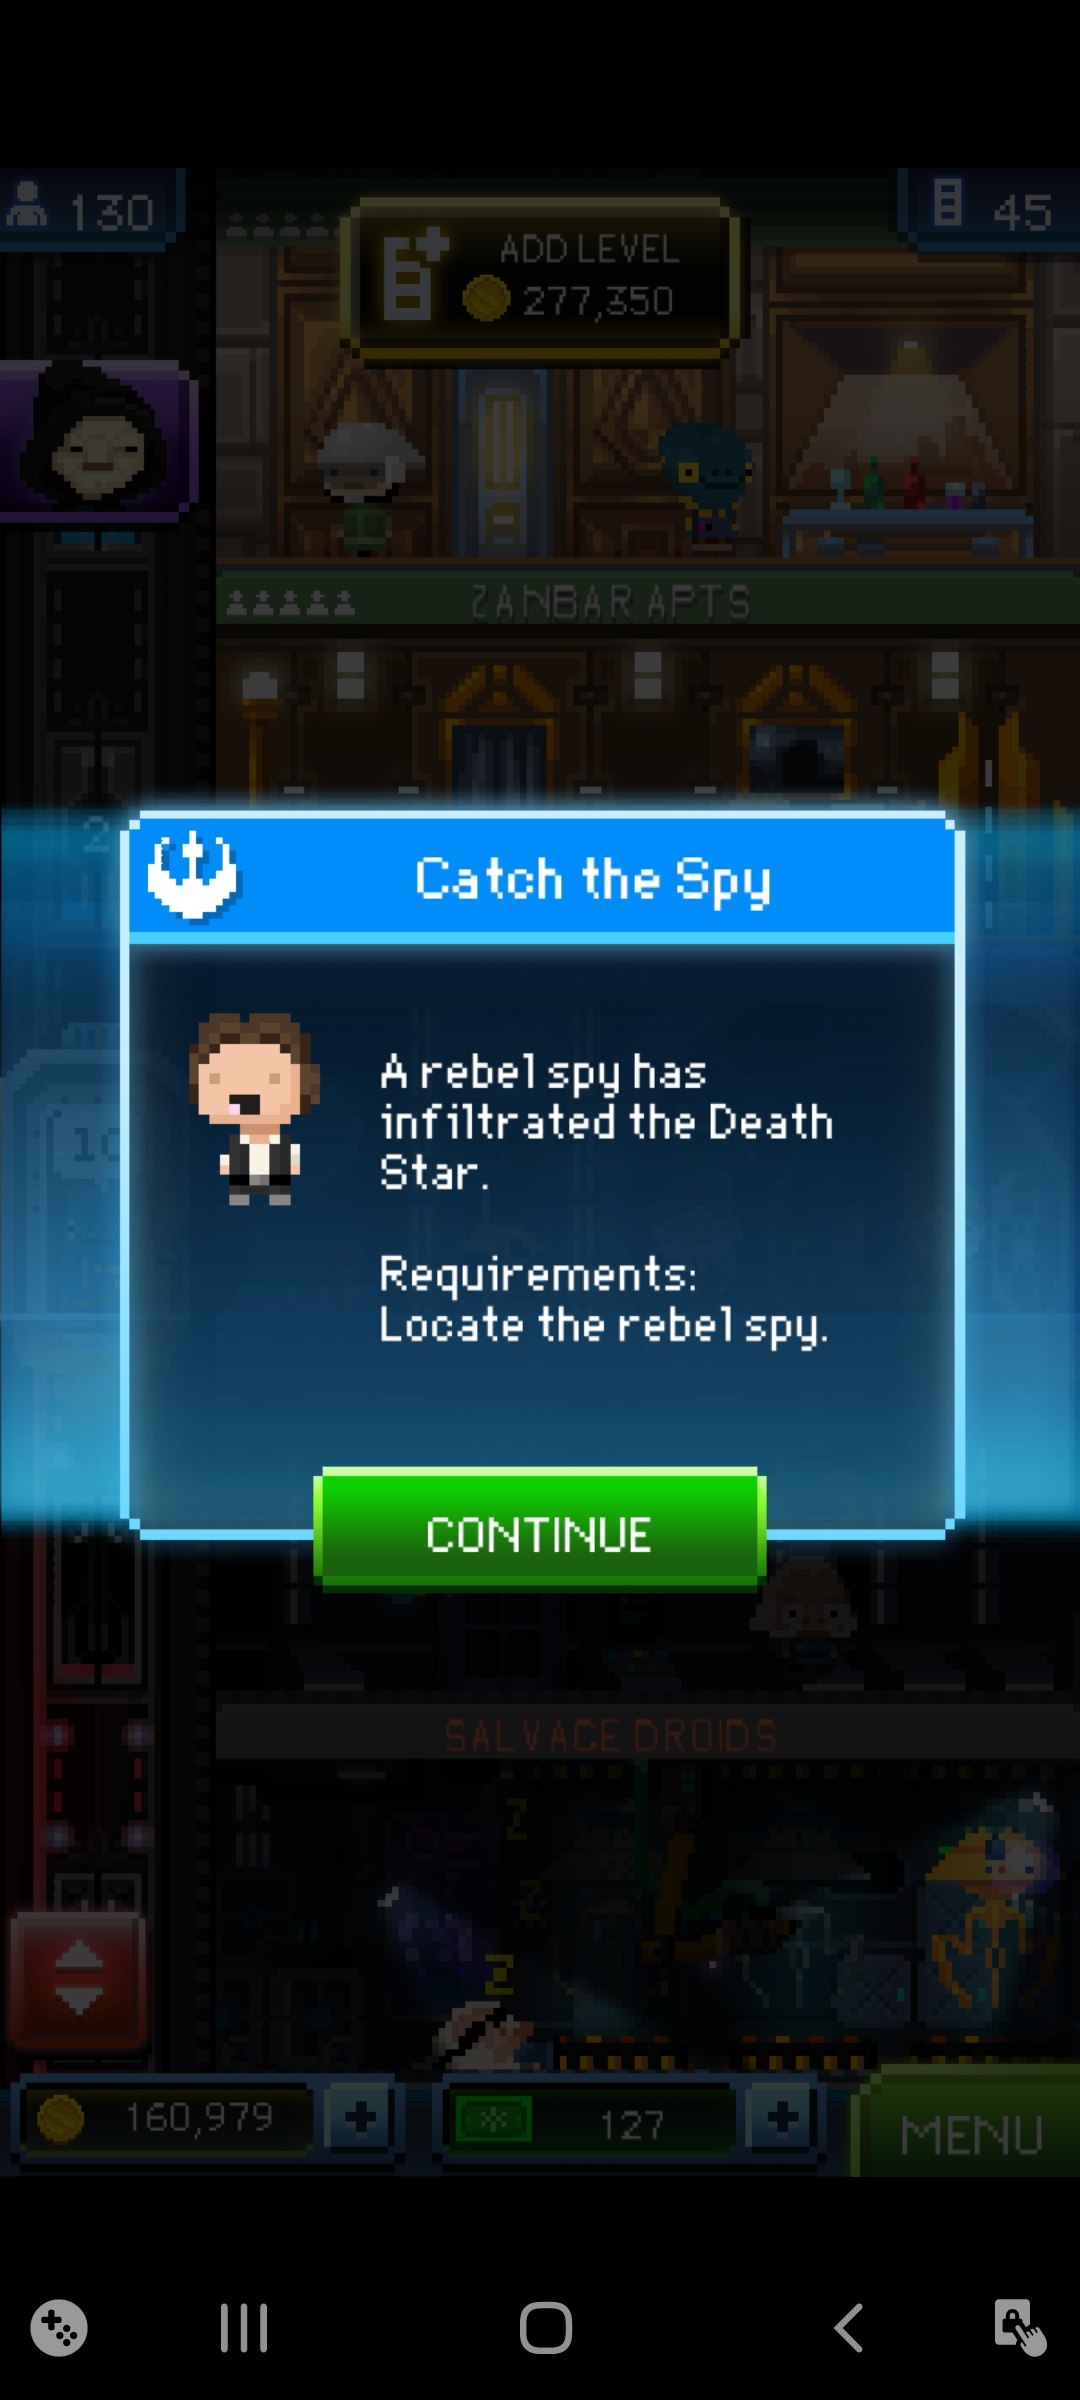 130
45
ADD LEVEL
277,350
ZANBAR APTS
Catch the Spy
A rebel spy has
infiltrated the Death
Star.
Requirements:
Locate the rebel spy.
CONTINUE
SALVAGE DROIDS
Z
Z
Z
160,979
127
MENU